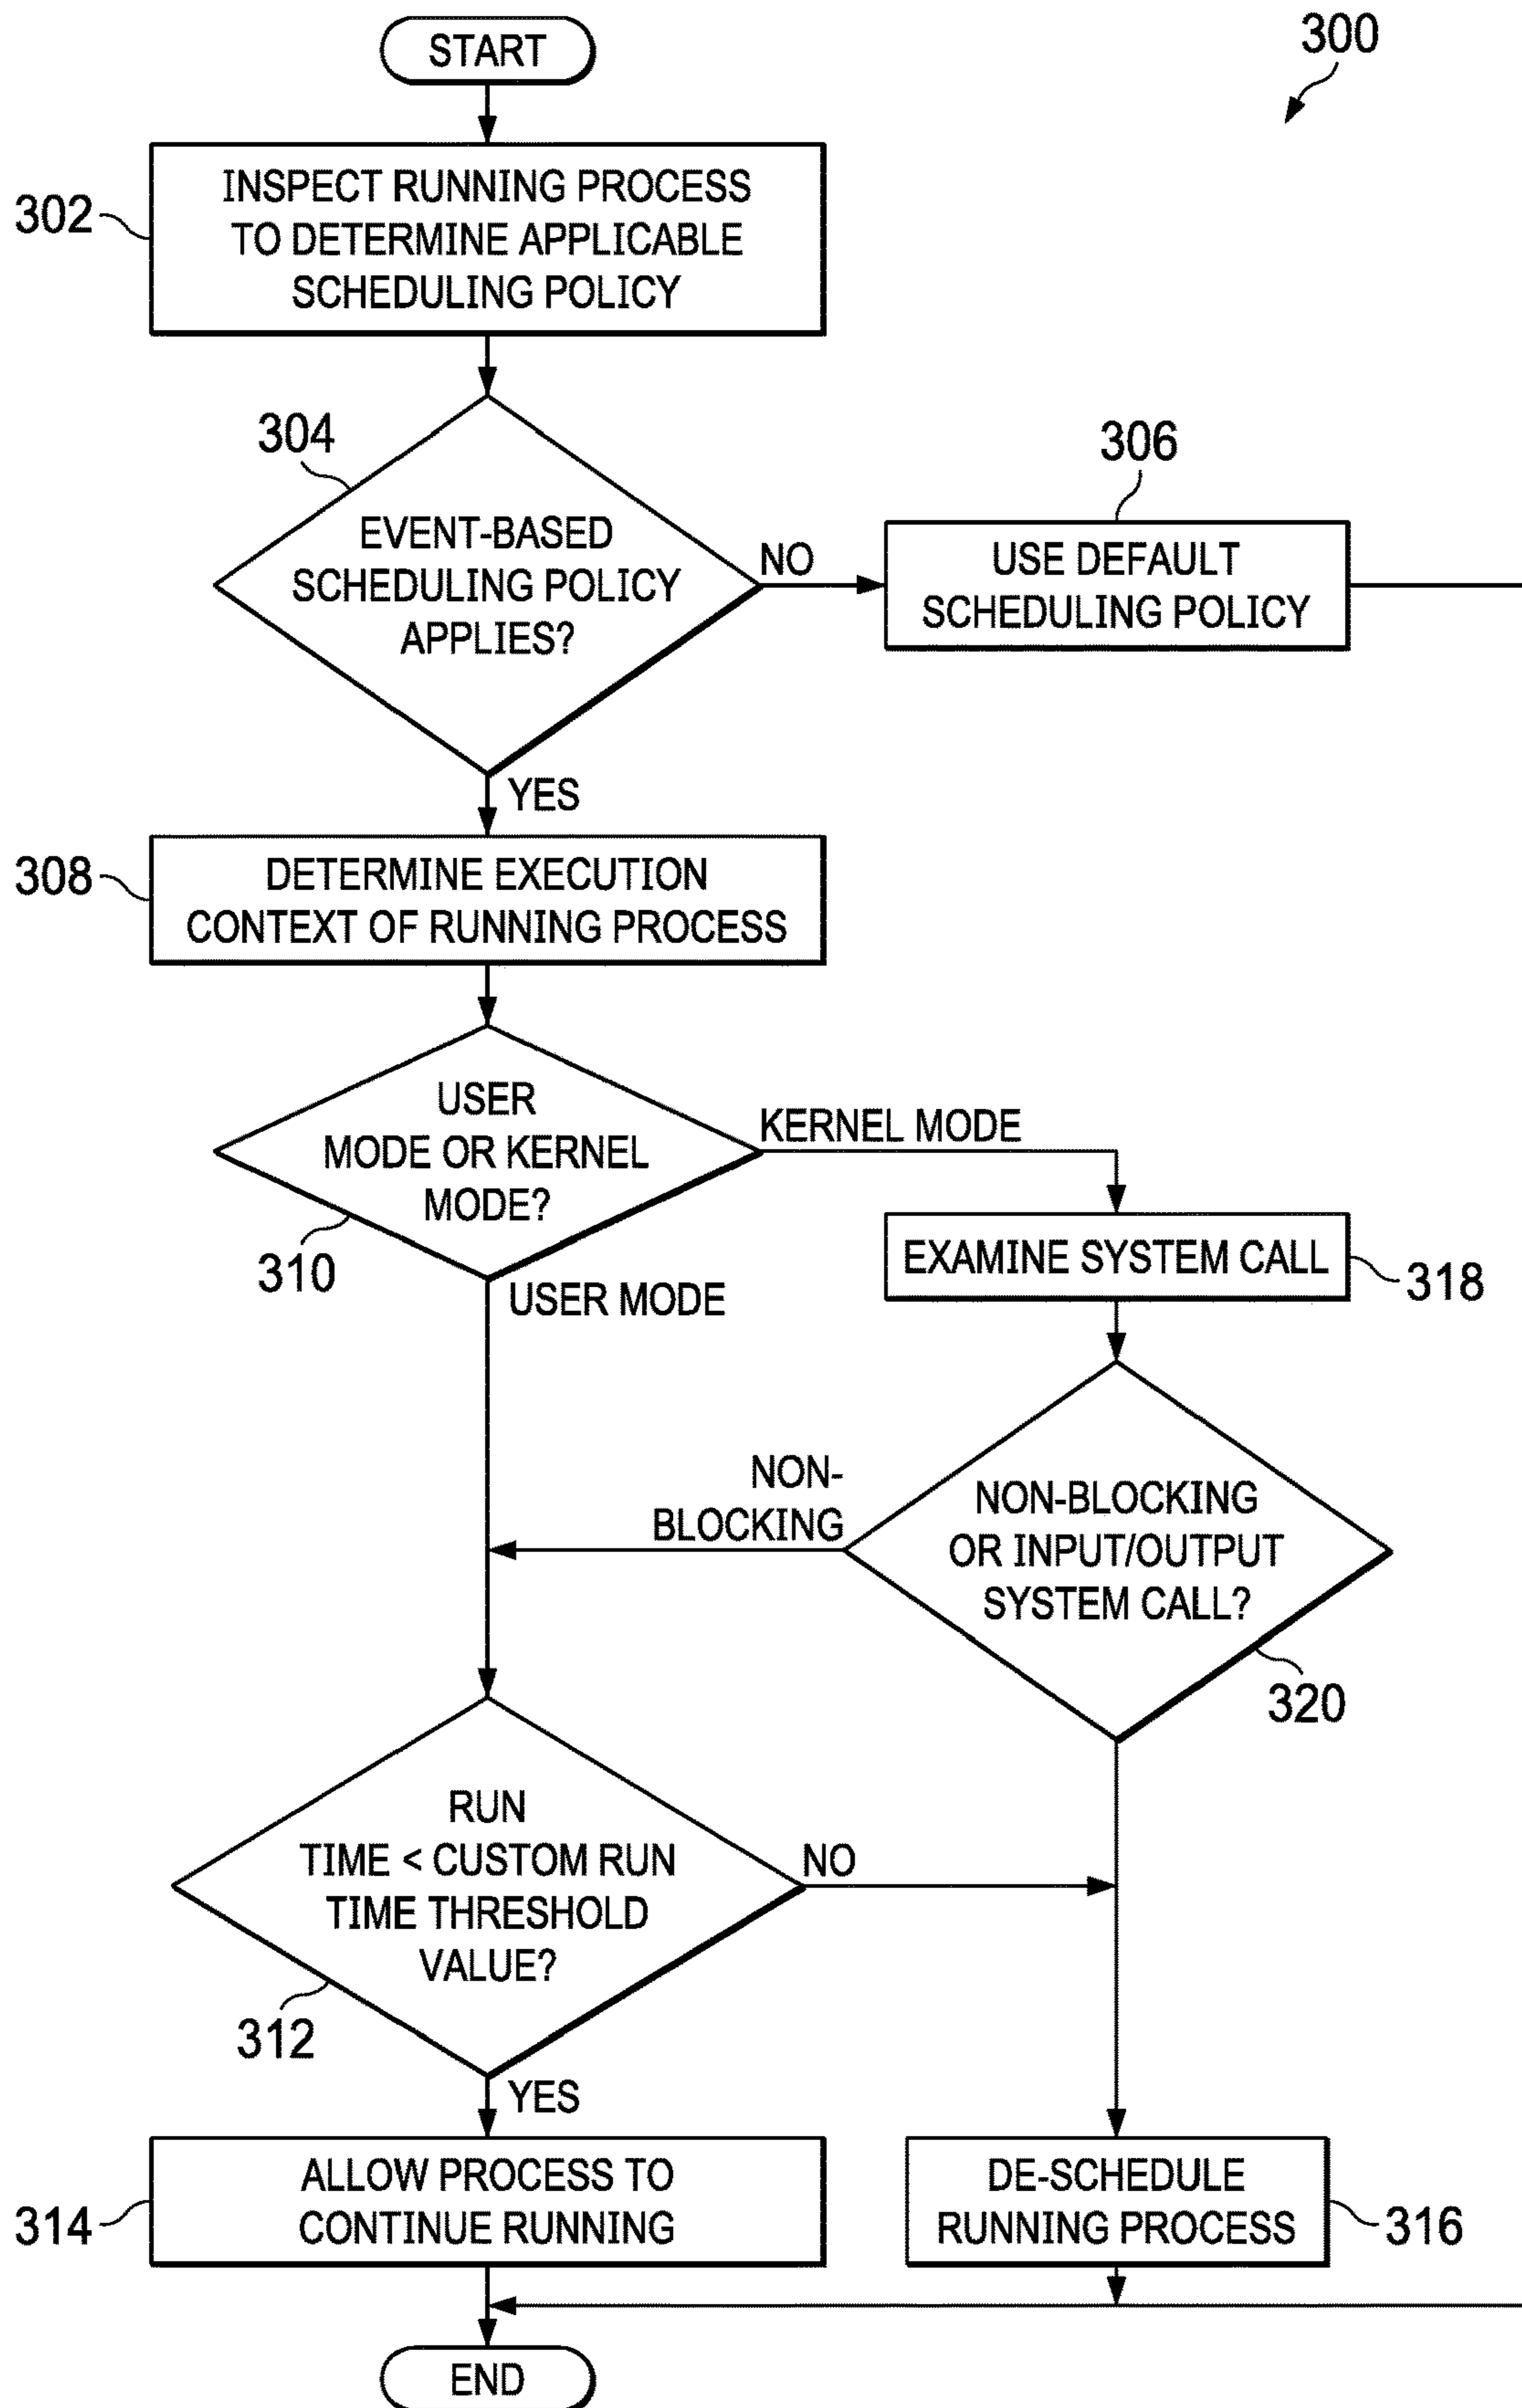 START
300
302
INSPECT RUNNING PROCESS
TO DETERMINE APPLICABLE
SCHEDULING POLICY
304
EVENT-BASED
SCHEDULING POLICY
APPLIES?
NO
306
USE DEFAULT
SCHEDULING POLICY
YES
308
DETERMINE EXECUTION
CONTEXT OF RUNNING PROCESS
USER
MODE OR KERNEL
MODE?
310
KERNEL MODE
USER MODE
EXAMINE SYSTEM CALL
318
NON-
BLOCKING
NON-BLOCKING
OR INPUT/OUTPUT
SYSTEM CALL?
320
RUN
TIME < CUSTOM RUN
TIME THRESHOLD
VALUE?
312
NO
YES
314
ALLOW PROCESS TO
CONTINUE RUNNING
DE-SCHEDULE
RUNNING PROCESS
316
END